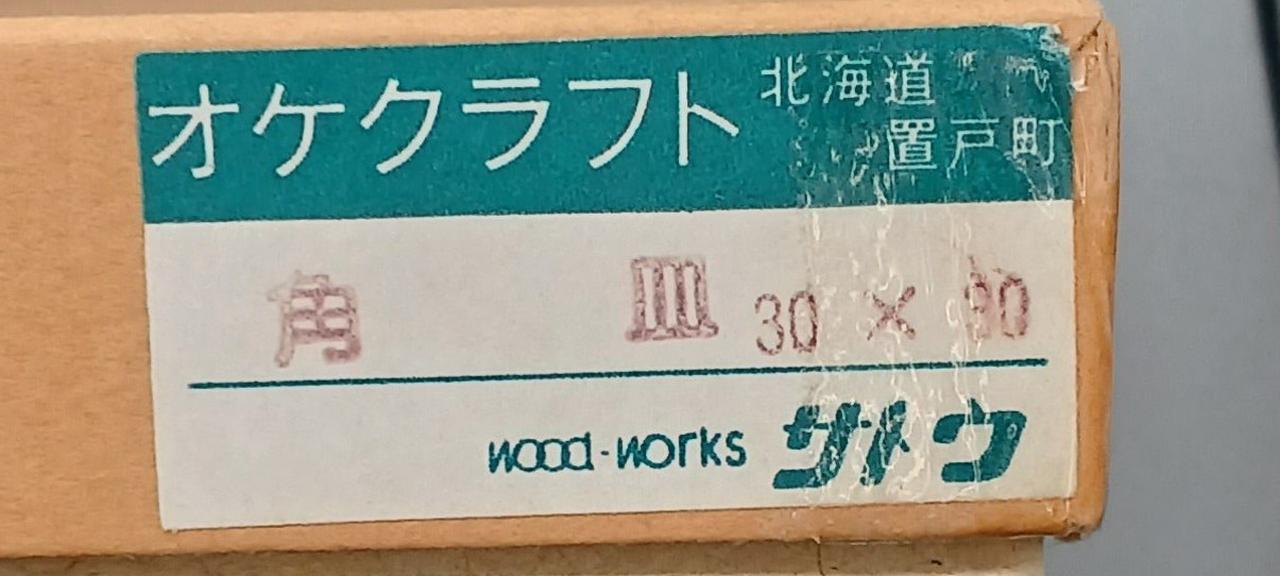 オケクラフト
北海道
置戸町
角 皿 30 × 30
wood-works サトウ